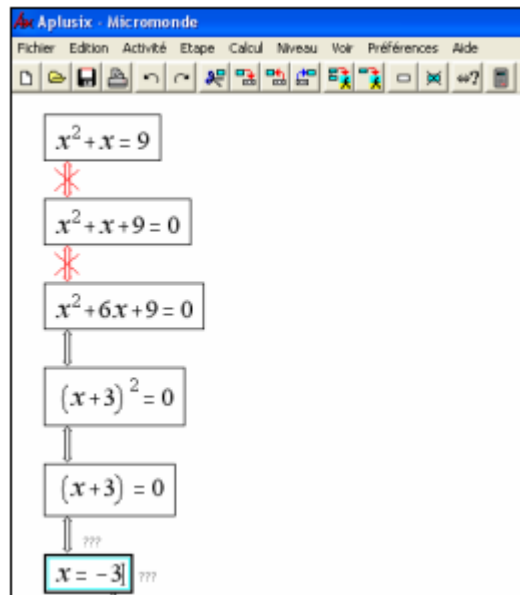 Aplusix - Micromonde
Fichier Edition Activité Etape Calcul Niveau Voir Préférences Aide
⇔?
x² + x = 9
x² + x + 9 = 0
x² + 6x + 9 = 0
(x + 3)² = 0
(x + 3) = 0
???
x = −3 ???